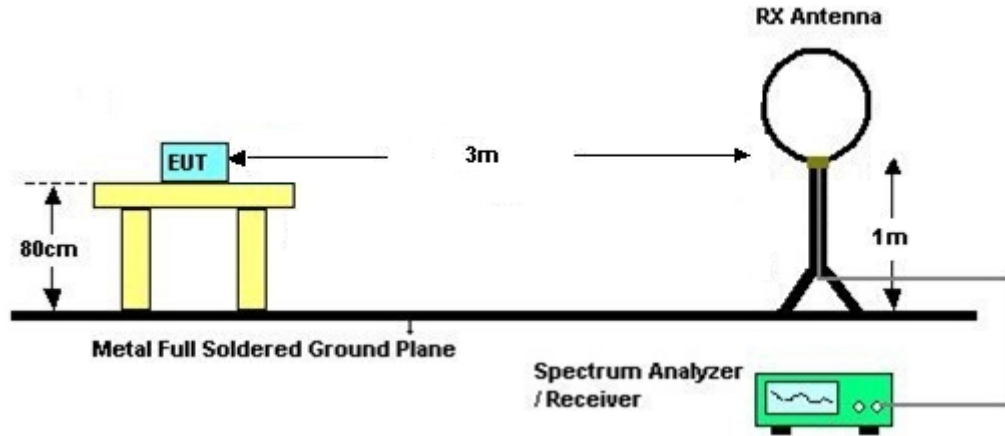 RX Antenna
EUT
3m
80cm
1m
Metal Full Soldered Ground Plane
Spectrum Analyzer
/ Receiver